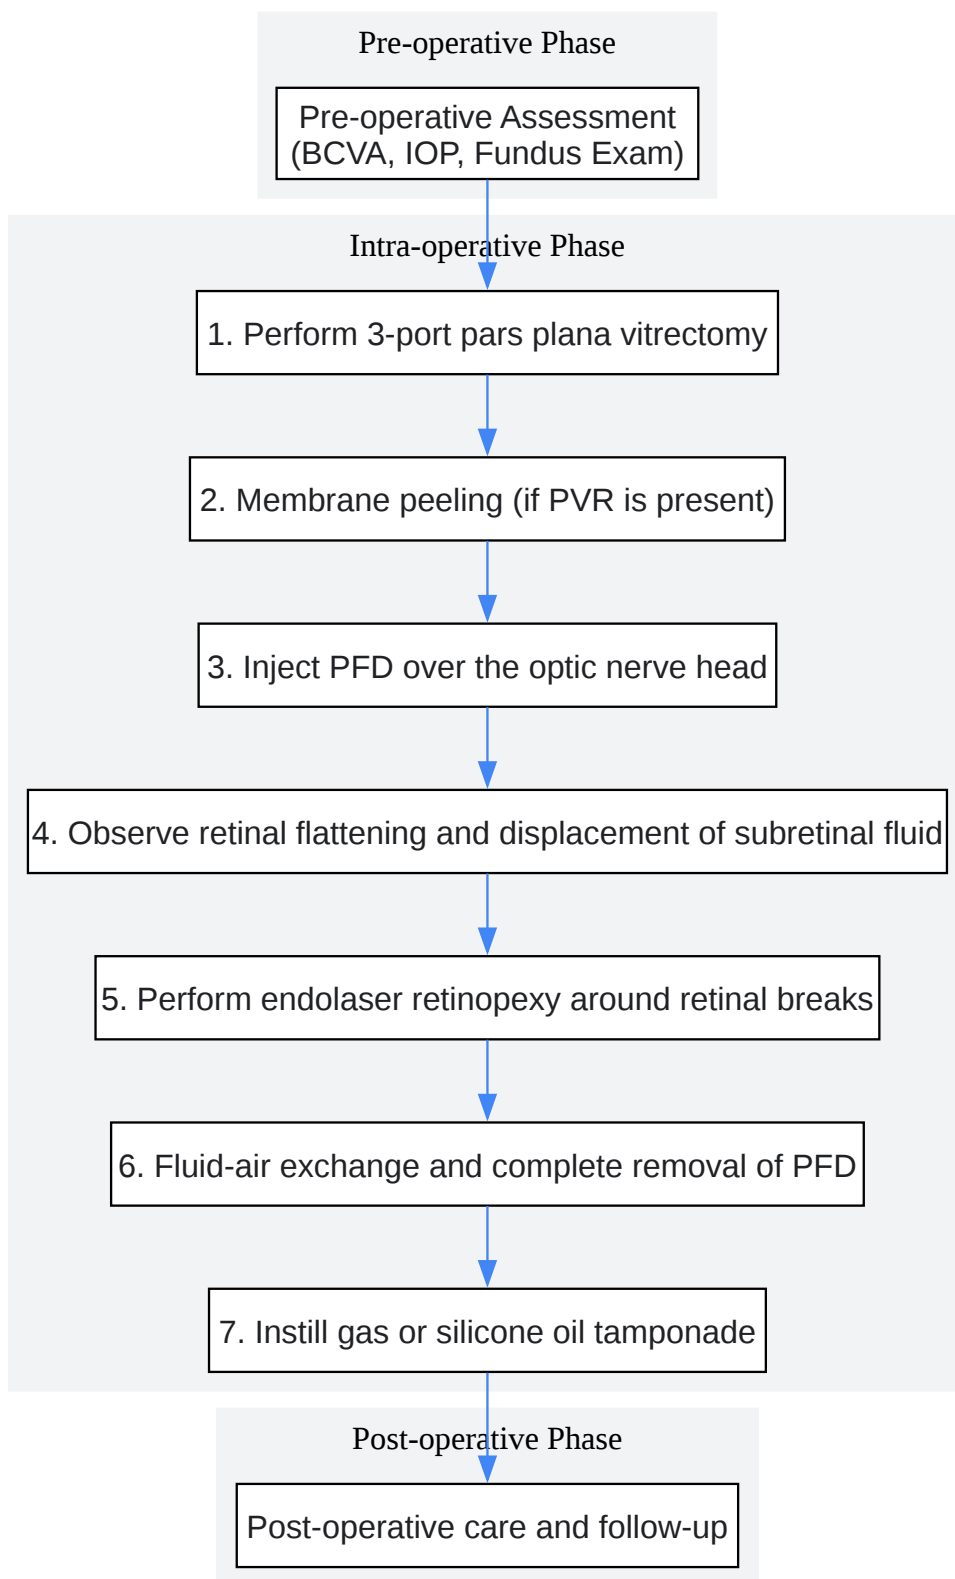 Pre-operative Phase
Pre-operative Assessment
(BCVA, IOP, Fundus Exam)
Intra-operative Phase
1. Perform 3-port pars plana vitrectomy
2. Membrane peeling (if PVR is present)
3. Inject PFD over the optic nerve head
4. Observe retinal flattening and displacement of subretinal fluid
5. Perform endolaser retinopexy around retinal breaks
6. Fluid-air exchange and complete removal of PFD
7. Instill gas or silicone oil tamponade
Post-operative Phase
Post-operative care and follow-up